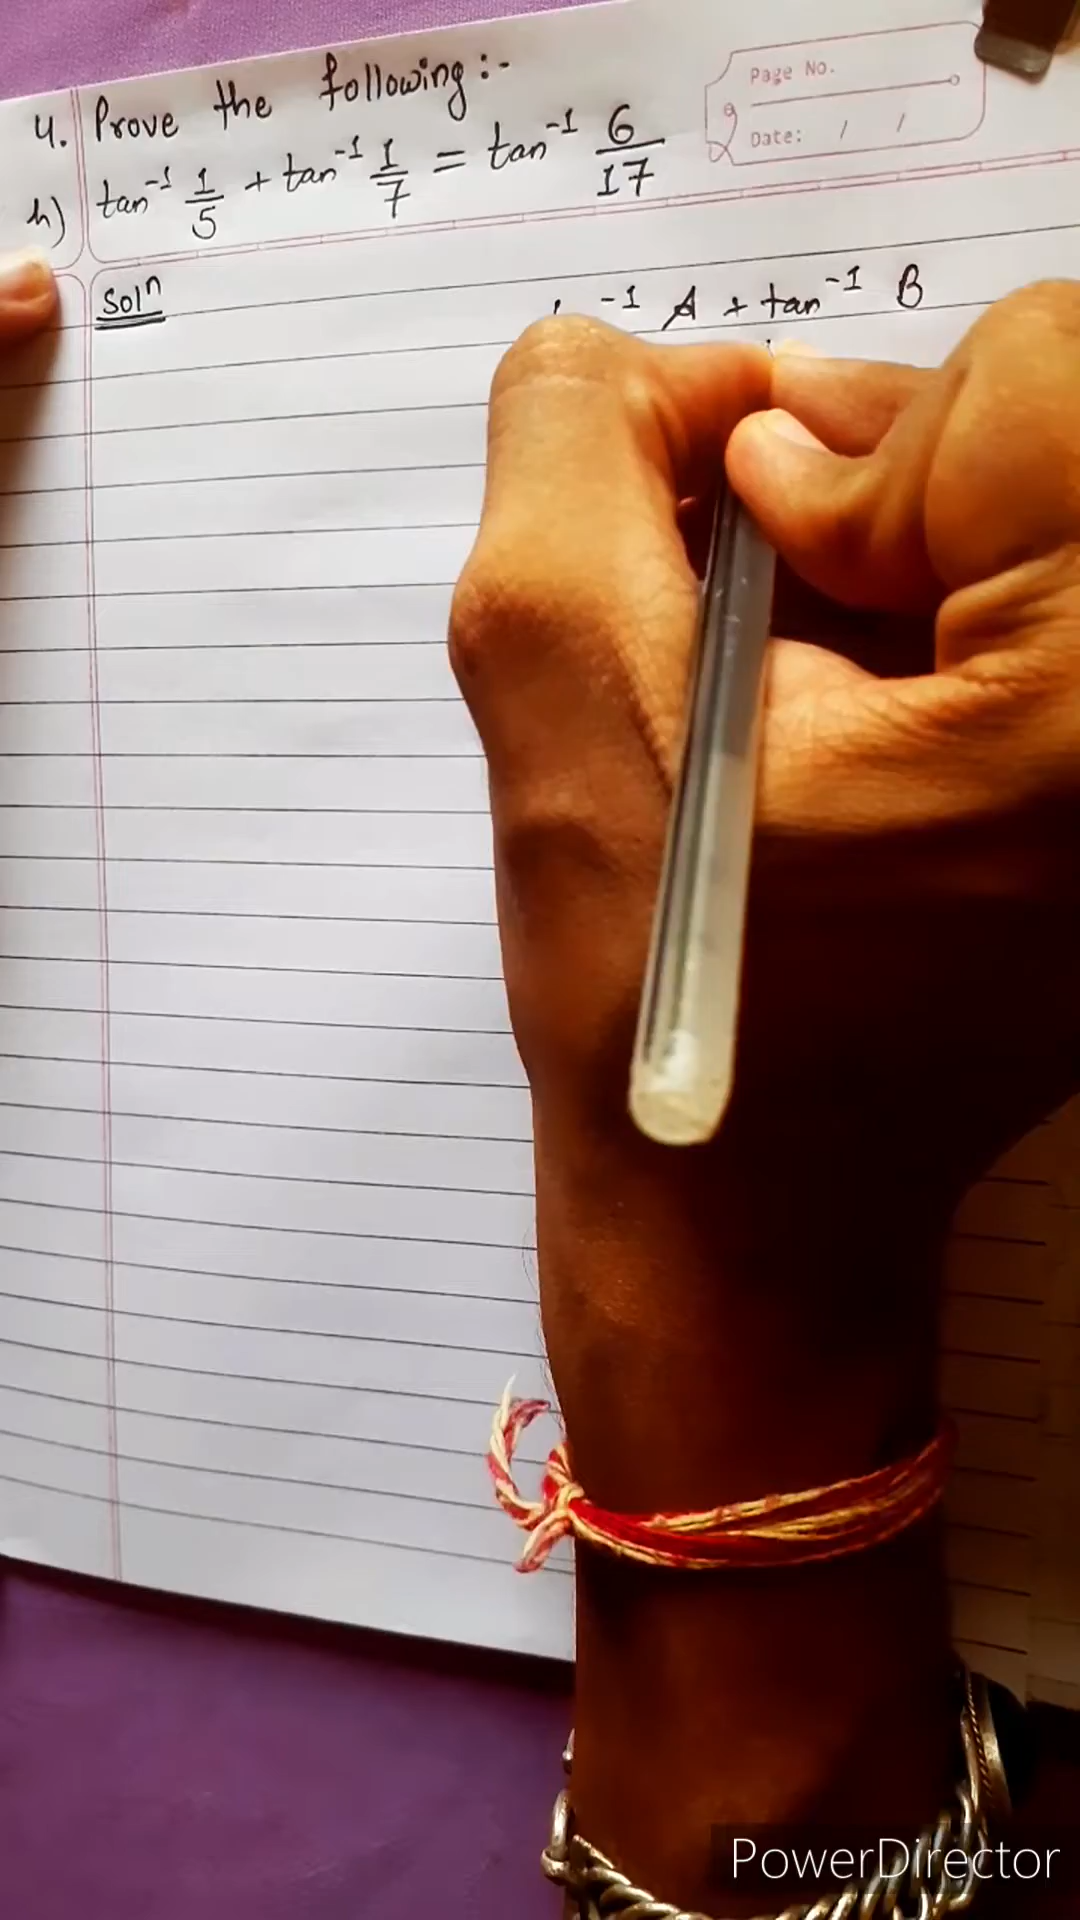 Page No.
Date: / /
4. Prove the following :-
h) tan⁻¹ 1/5 + tan⁻¹ 1/7 = tan⁻¹ 6/17
Solⁿ
⁻¹ A + tan⁻¹ B
PowerDirector